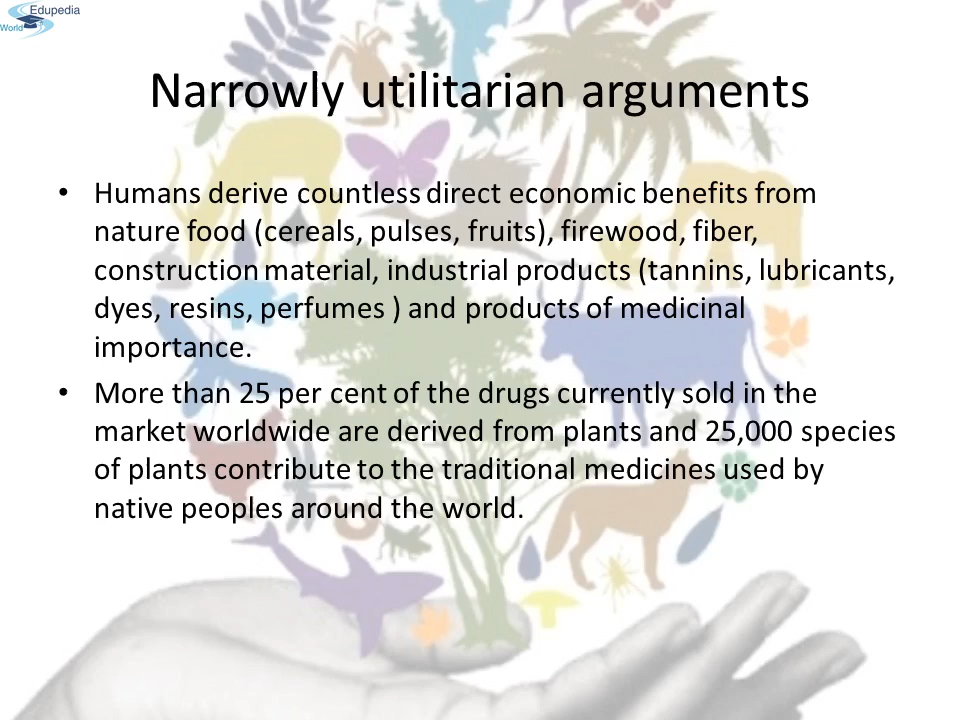 Edupedia
World
Narrowly utilitarian arguments
• Humans derive countless direct economic benefits from
nature food (cereals, pulses, fruits), firewood, fiber,
construction material, industrial products (tannins, lubricants,
dyes, resins, perfumes ) and products of medicinal
importance.
• More than 25 per cent of the drugs currently sold in the
market worldwide are derived from plants and 25,000 species
of plants contribute to the traditional medicines used by
native peoples around the world.